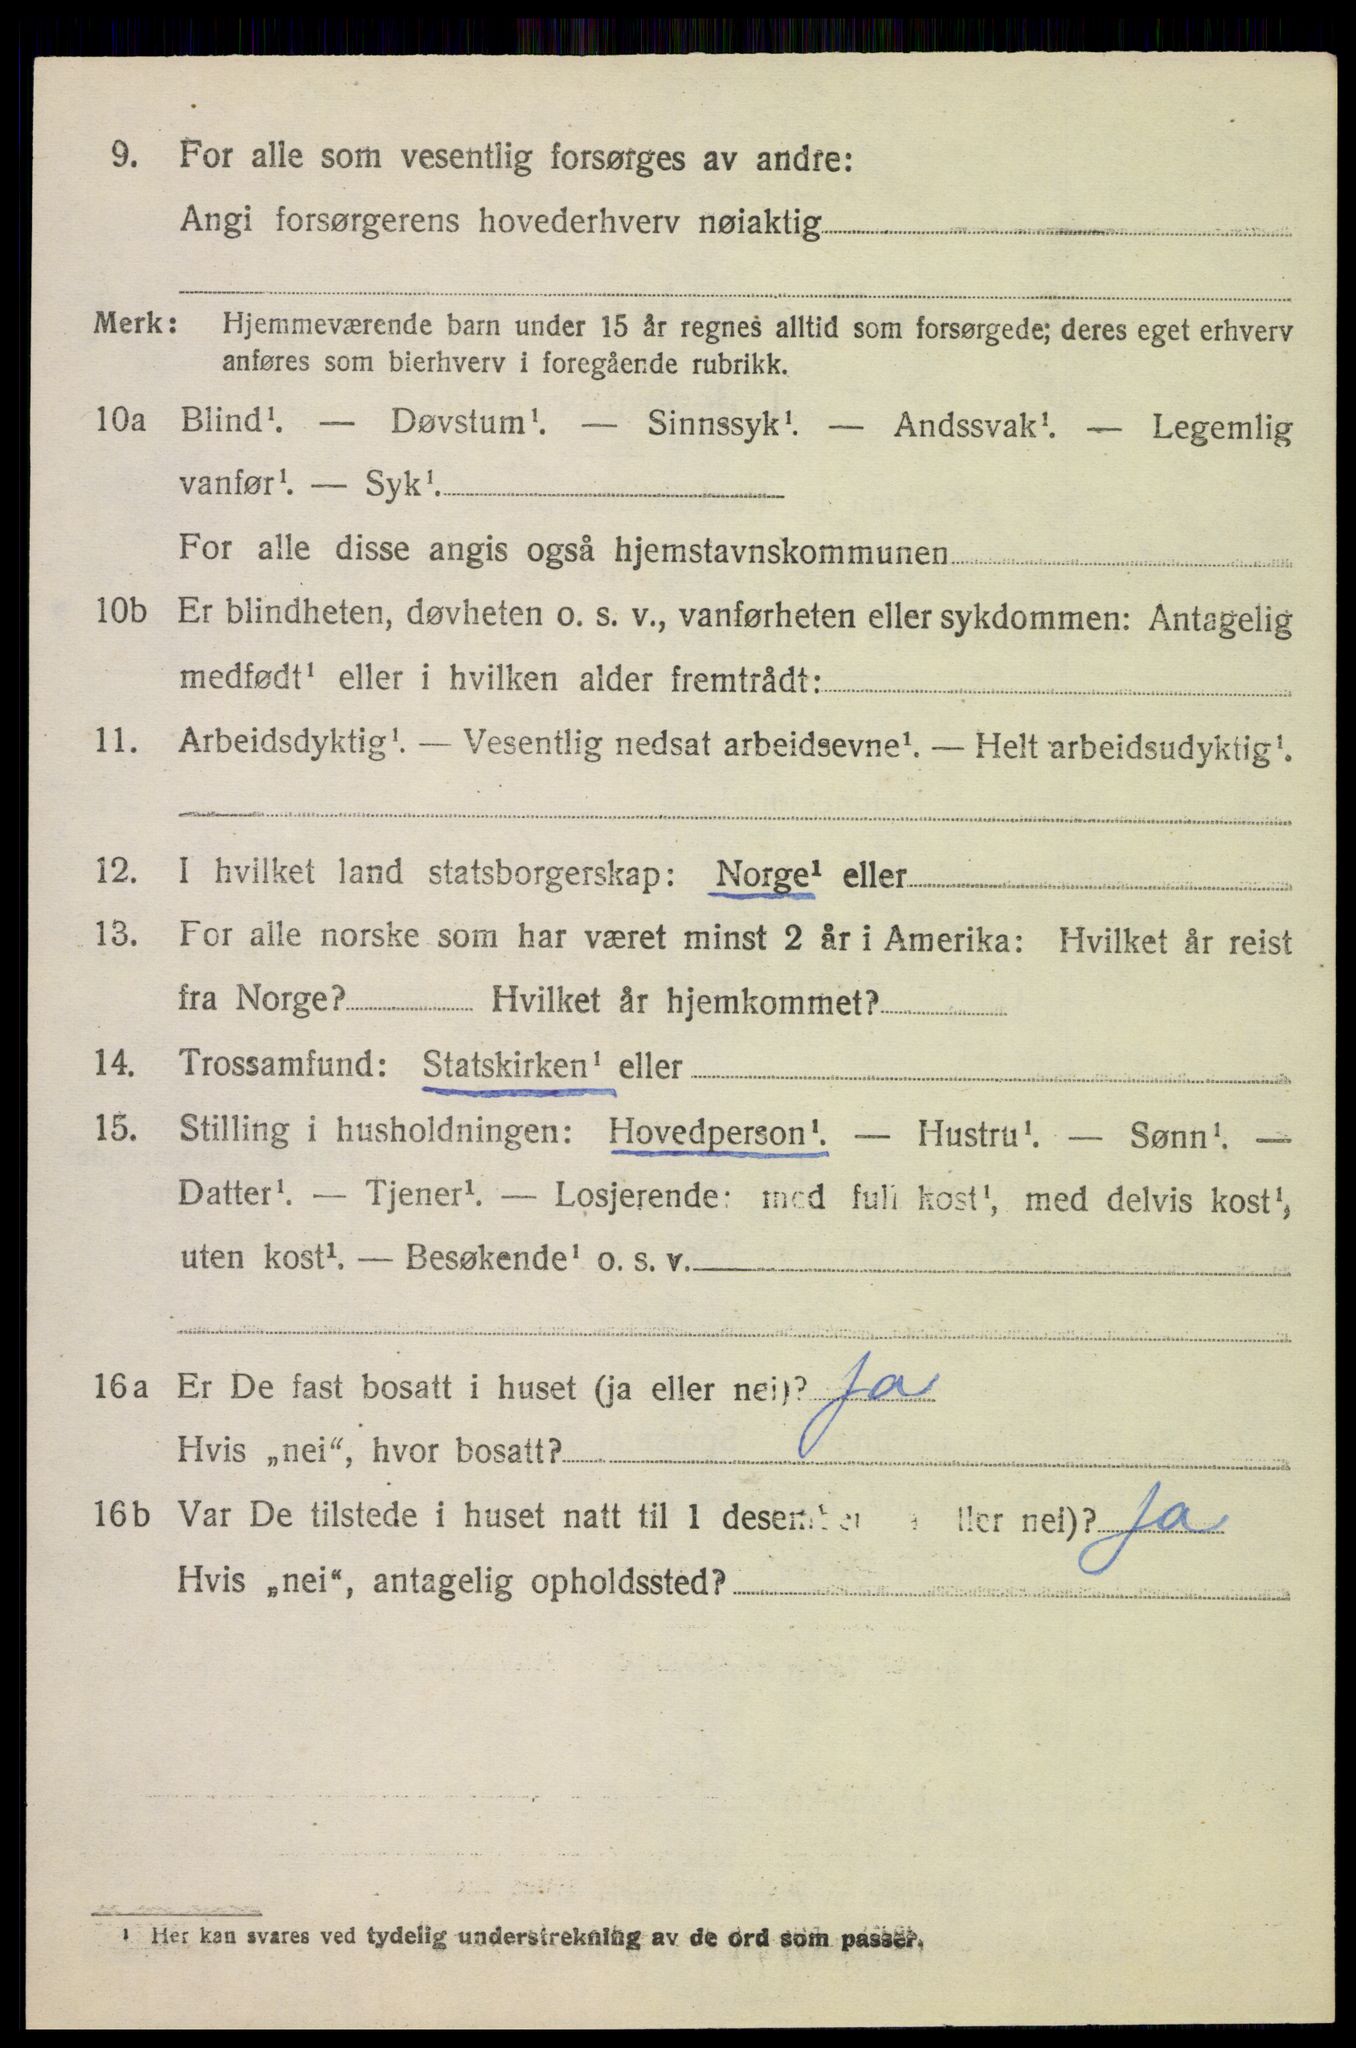 9. For alle som vesentlig forsørges av andre:
Angi forsørgerens hovederhverv nøiaktig
Merk: Hjemmeværende barn under 15 år regnes alltid som forsørgede; deres eget erhverv
anføres som bierhverv i foregående rubrikk.
10a Blind¹. — Døvstum¹. — Sinnssyk¹. — Andssvak¹. — Legemlig
vanfør¹. — Syk¹.
For alle disse angis også hjemstavnskommunen
10b Er blindheten, døvheten o. s. v., vanførheten eller sykdommen: Antagelig
medfødt¹ eller i hvilken alder fremtrådt:
11. Arbeidsdyktig¹. — Vesentlig nedsat arbeidsevne¹. — Helt arbeidsudyktig¹.
12. I hvilket land statsborgerskap: Norge¹ eller
13. For alle norske som har været minst 2 år i Amerika: Hvilket år reist
fra Norge? Hvilket år hjemkommet?
14. Trossamfund: Statskirken¹ eller
15. Stilling i husholdningen: Hovedperson¹. — Hustru¹. — Sønn¹. —
Datter¹. — Tjener¹. — Losjerende: med full kost¹, med delvis kost¹,
uten kost¹. — Besøkende¹ o. s. v.
16a Er De fast bosatt i huset (ja eller nei)? Ja
Hvis „nei“, hvor bosatt?
16b Var De tilstede i huset natt til 1 desember ller nei)? Ja
Hvis „nei“, antagelig opholdssted?
¹ Her kan svares ved tydelig understrekning av de ord som passer.